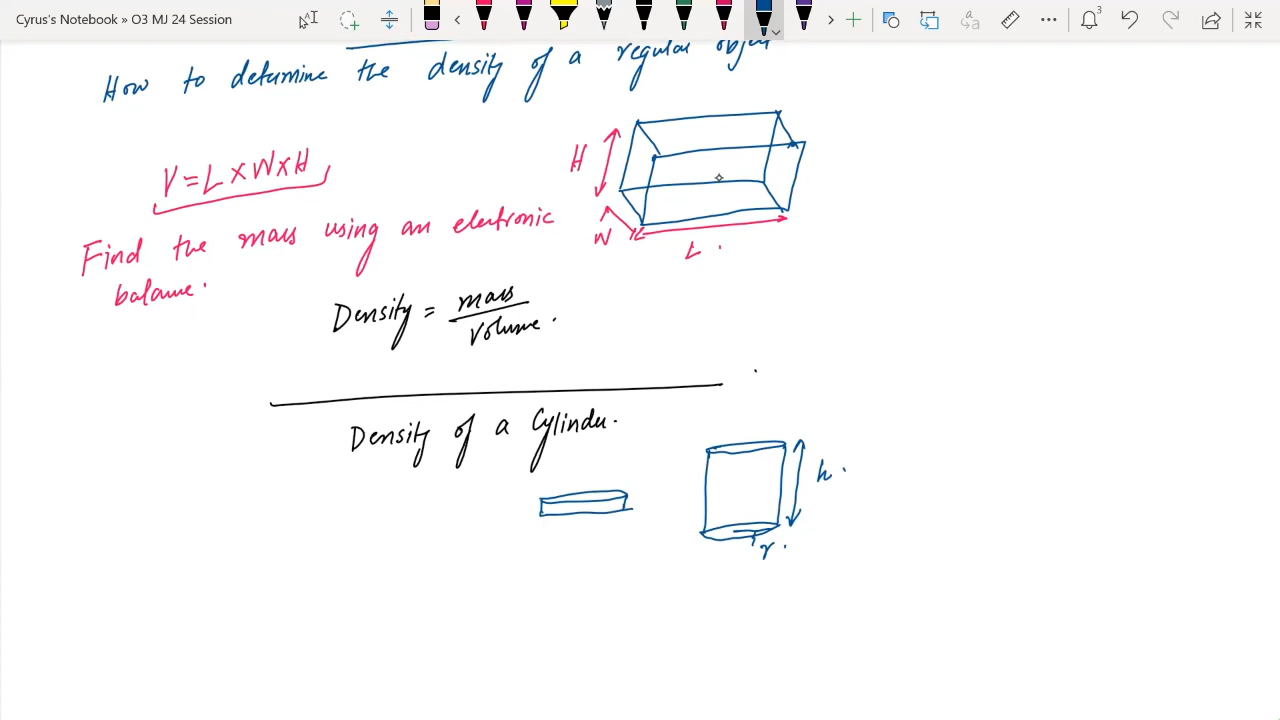 Cyrus's Notebook » O3 MJ 24 Session
3
How to determine the density of a regular object
H
V = L × W × H
Find the mass using an electronic
balance.
W
L
Density = mass
volume.
Density of a Cylinder.
h.
r.